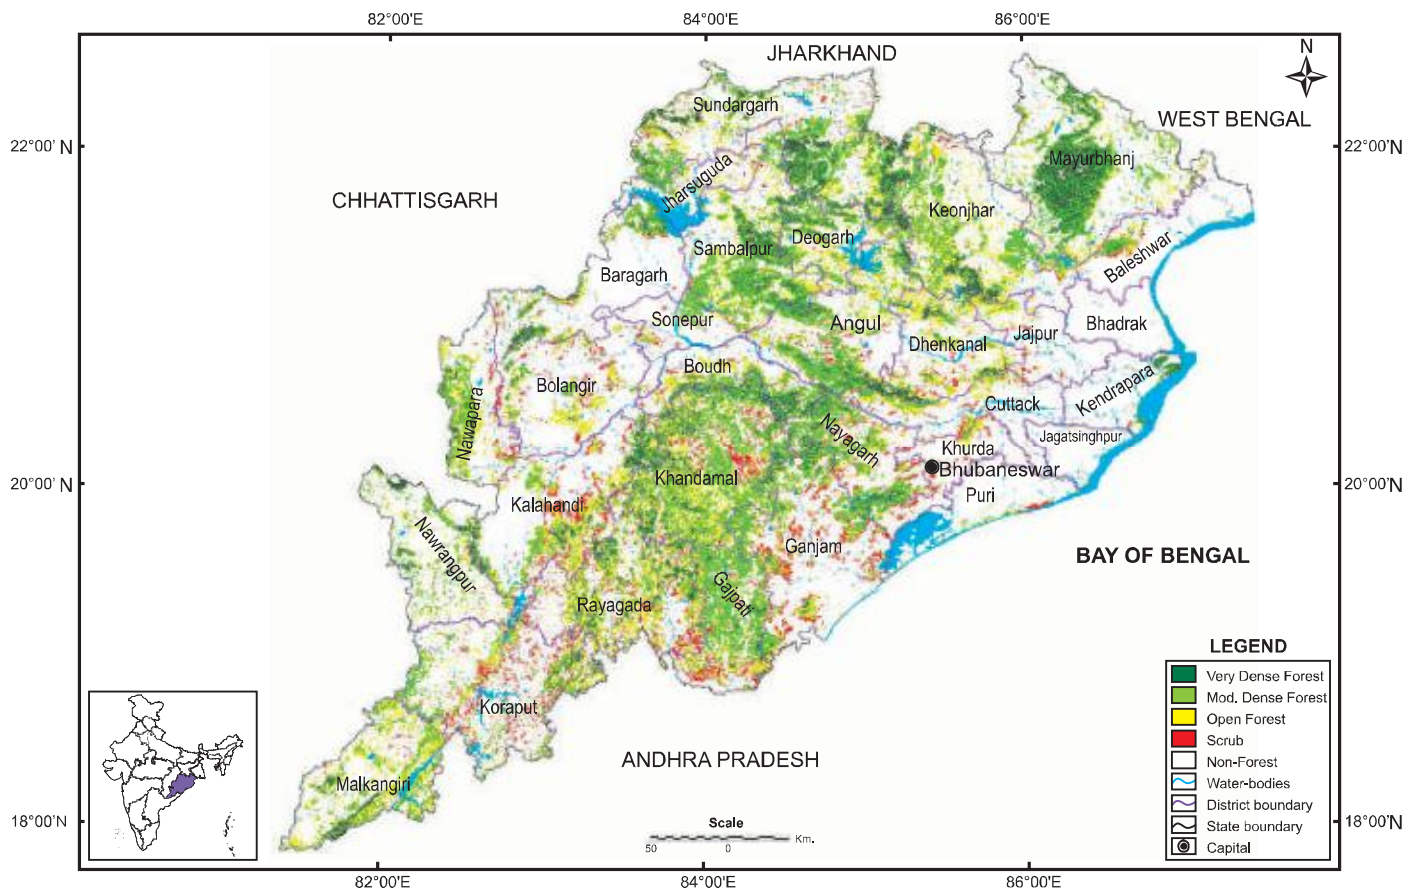 82°00'E 84°00'E 86°00'E
JHARKHAND
N
Sundargarh
WEST BENGAL
22°00' N
22°00'N
Mayurbhanj
Jharsuguda
CHHATTISGARH
Keonjhar
Deogarh
Sambalpur
Baleshwar
Baragarh
Sonepur
Angul
Bhadrak
Jajpur
Dhenkanal
Boudh
Bolangir
Kendrapara
Cuttack
Nawapara
Nayagarh
Jagatsinghpur
Khurda
Bhubaneswar
Khandamal
20°00' N
20°00'N
Puri
Kalahandi
Nawrangpur
Ganjam
BAY OF BENGAL
Gajpati
Rayagada
LEGEND
Very Dense Forest
Mod. Dense Forest
Open Forest
Scrub
Non-Forest
Water-bodies
District boundary
State boundary
Capital
Koraput
ANDHRA PRADESH
Malkangiri
Scale
Km.
50 0
18°00'N
18°00'N
82°00'E 84°00'E 86°00'E